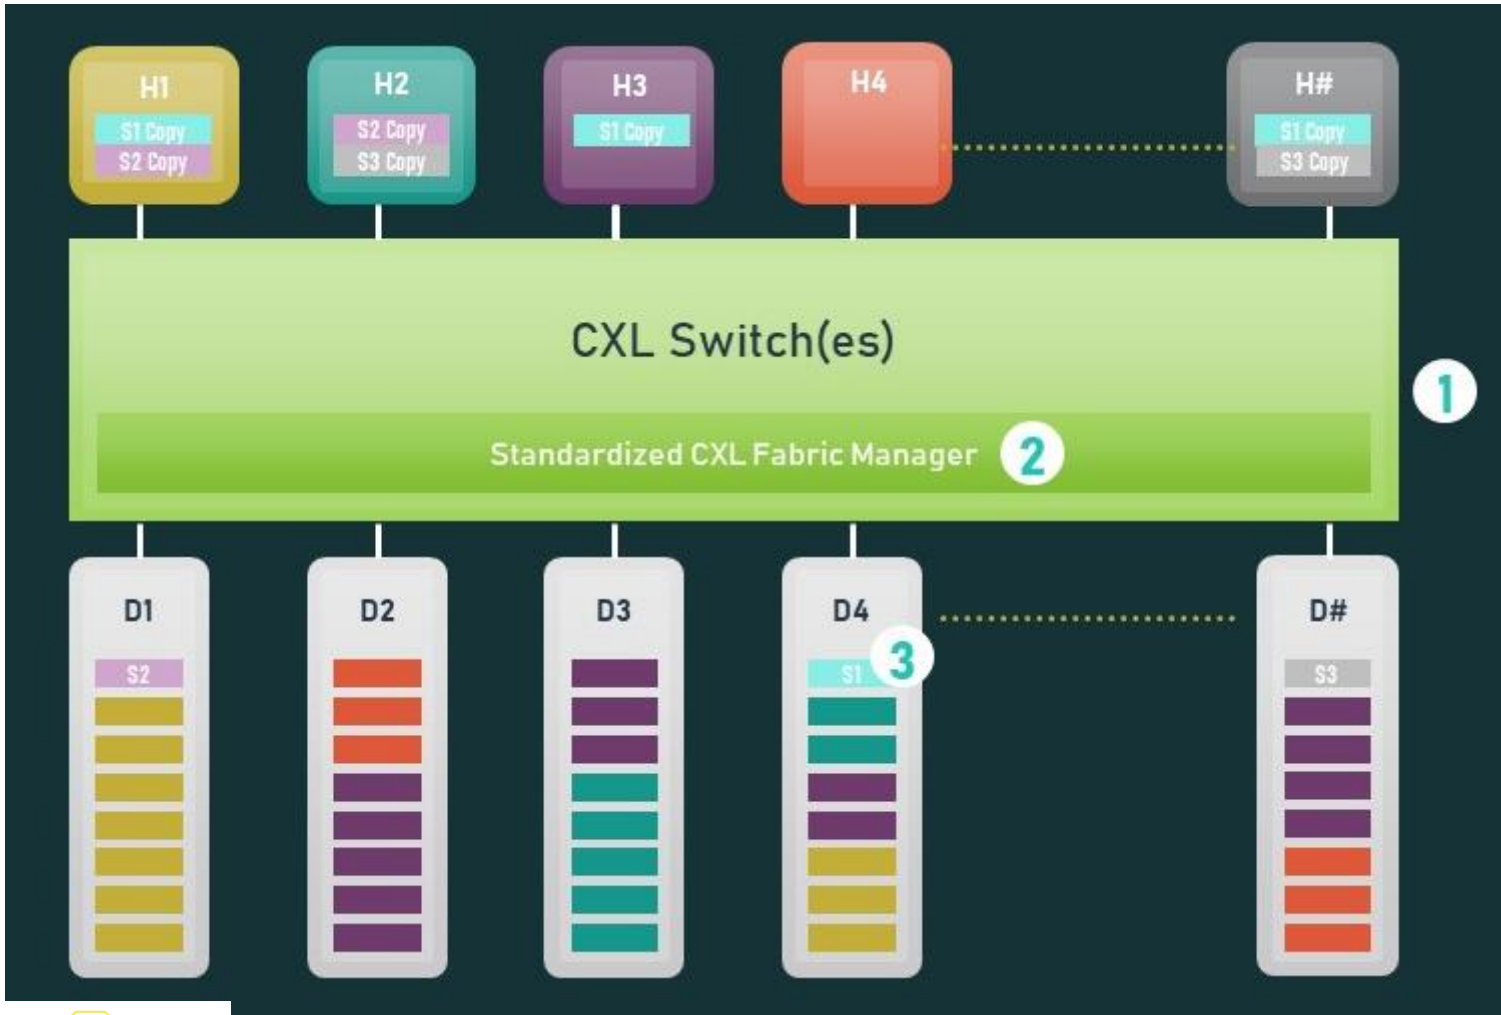 H1
S1 Copy
S2 Copy
H2
S2 Copy
S3 Copy
H3
S1 Copy
H4
H#
S1 Copy
S3 Copy
CXL Switch(es)
1
Standardized CXL Fabric Manager
2
D1
S2
D2
D3
D4
3
S1
D#
S3